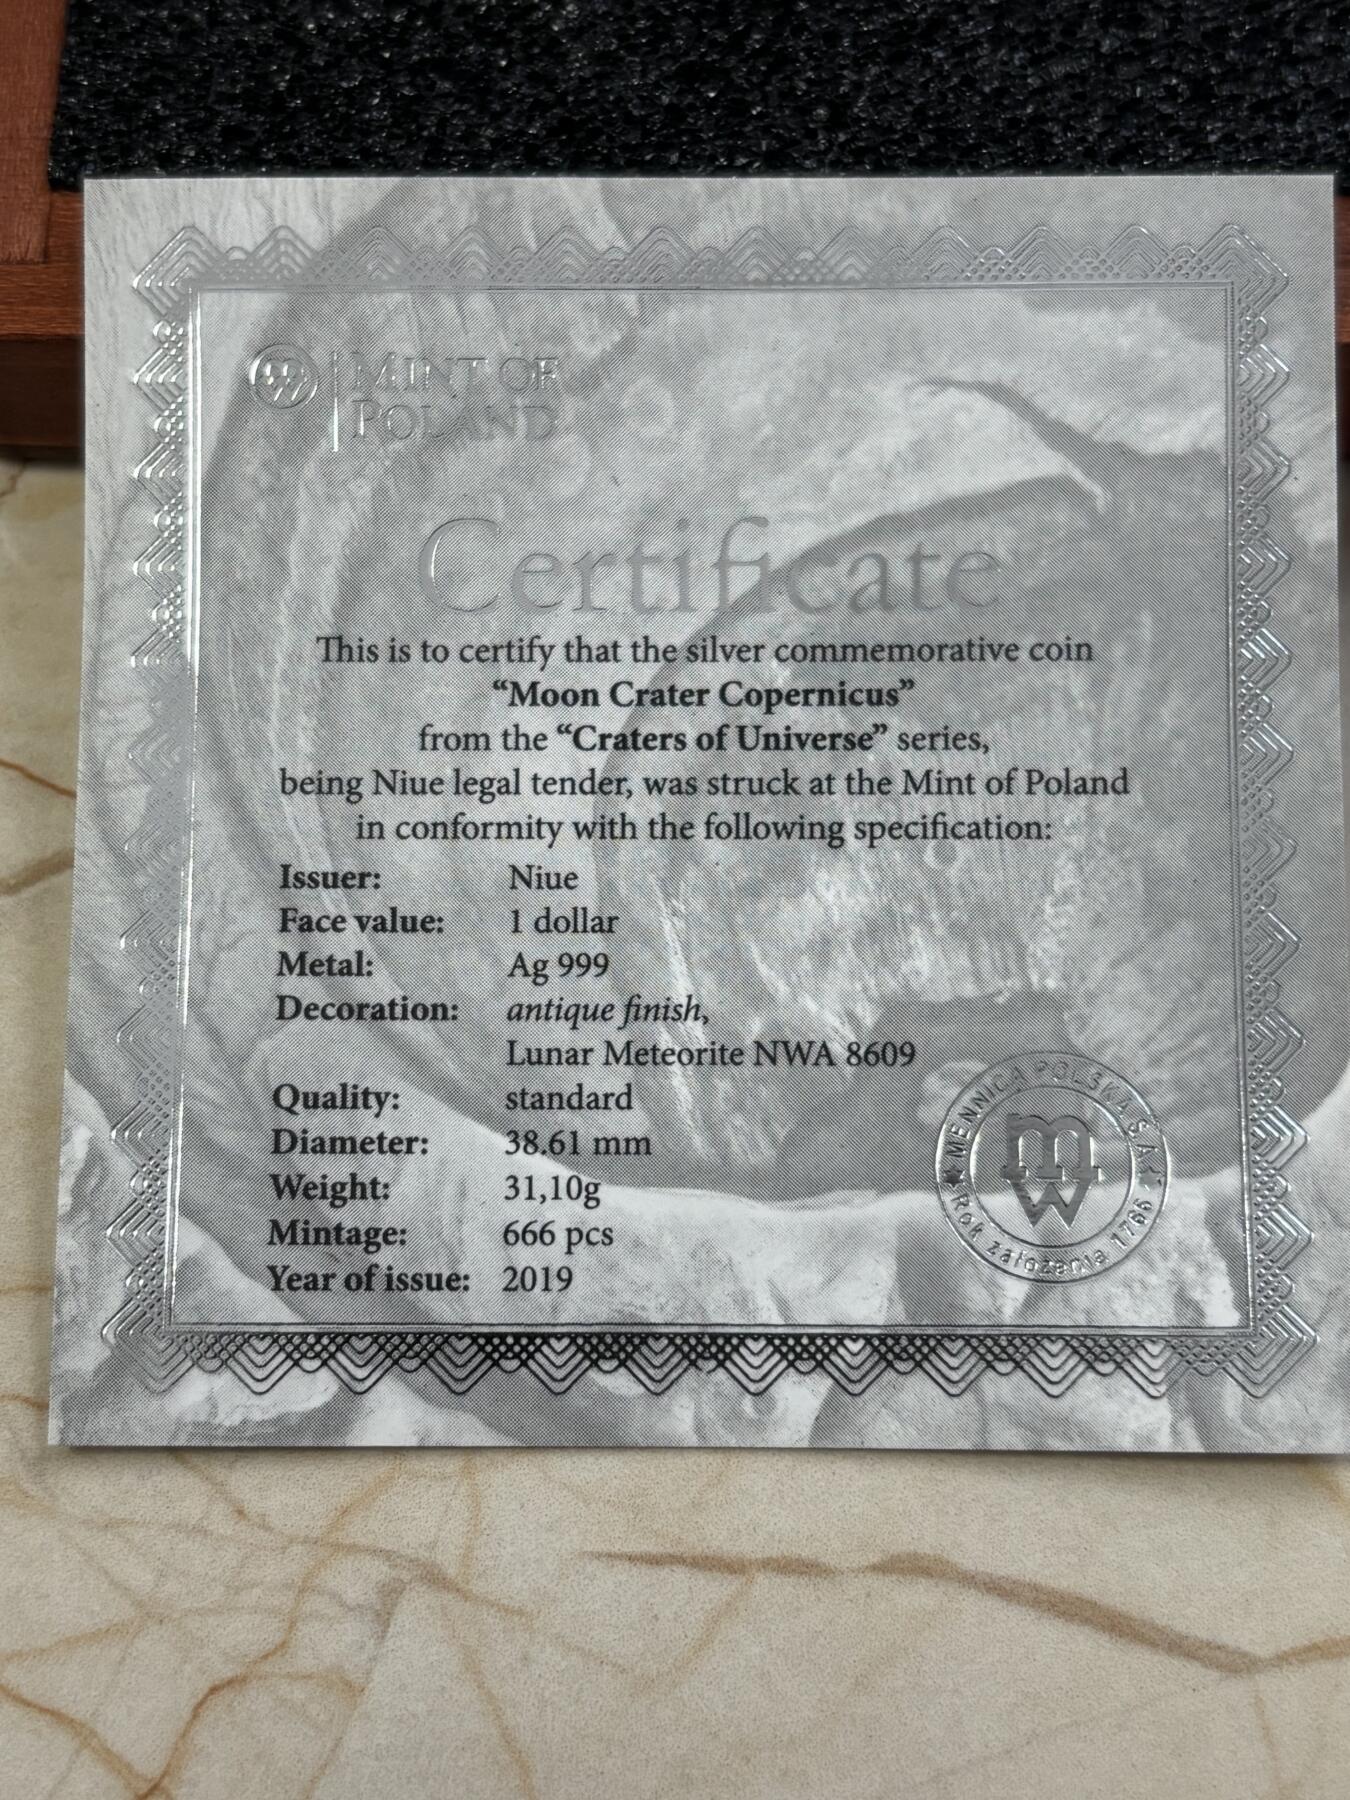 MINT OF
POLAND
Certificate
This is to certify that the silver commemorative coin
“Moon Crater Copernicus”
from the “Craters of Universe” series,
being Niue legal tender, was struck at the Mint of Poland
in conformity with the following specification:
Issuer: Niue
Face value: 1 dollar
Metal: Ag 999
Decoration: antique finish,
Lunar Meteorite NWA 8609
Quality: standard
Diameter: 38.61 mm
Weight: 31,10g
Mintage: 666 pcs
Year of issue: 2019
MENNICA POLSKA S.A.
mw
Rok założenia 1766